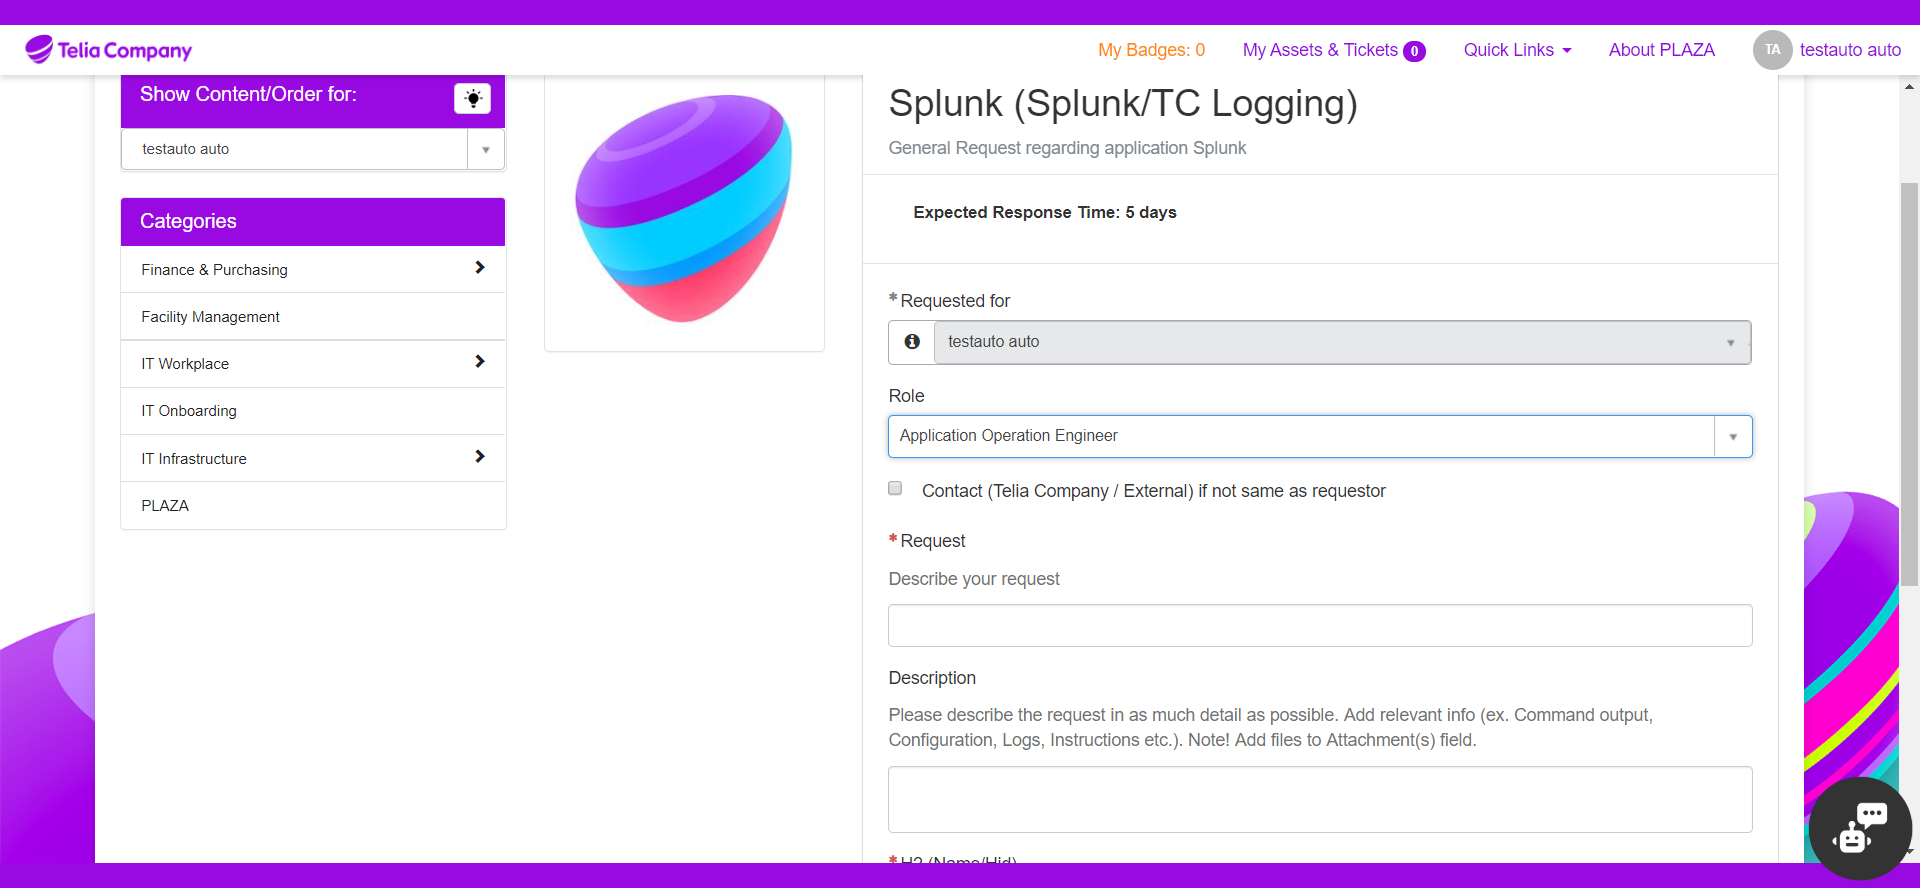 Telia Company
My Badges: 0
My Assets & Tickets 0
Quick Links
About PLAZA
TA
testauto auto
Show Content/Order for:
testauto auto
Categories
Finance & Purchasing
Facility Management
IT Workplace
IT Onboarding
IT Infrastructure
PLAZA
Splunk (Splunk/TC Logging)
General Request regarding application Splunk
Expected Response Time: 5 days
* Requested for
testauto auto
Role
Application Operation Engineer
Contact (Telia Company / External) if not same as requestor
* Request
Describe your request
Description
Please describe the request in as much detail as possible. Add relevant info (ex. Command output,
Configuration, Logs, Instructions etc.). Note! Add files to Attachment(s) field.
* H2 (Name/Hid)